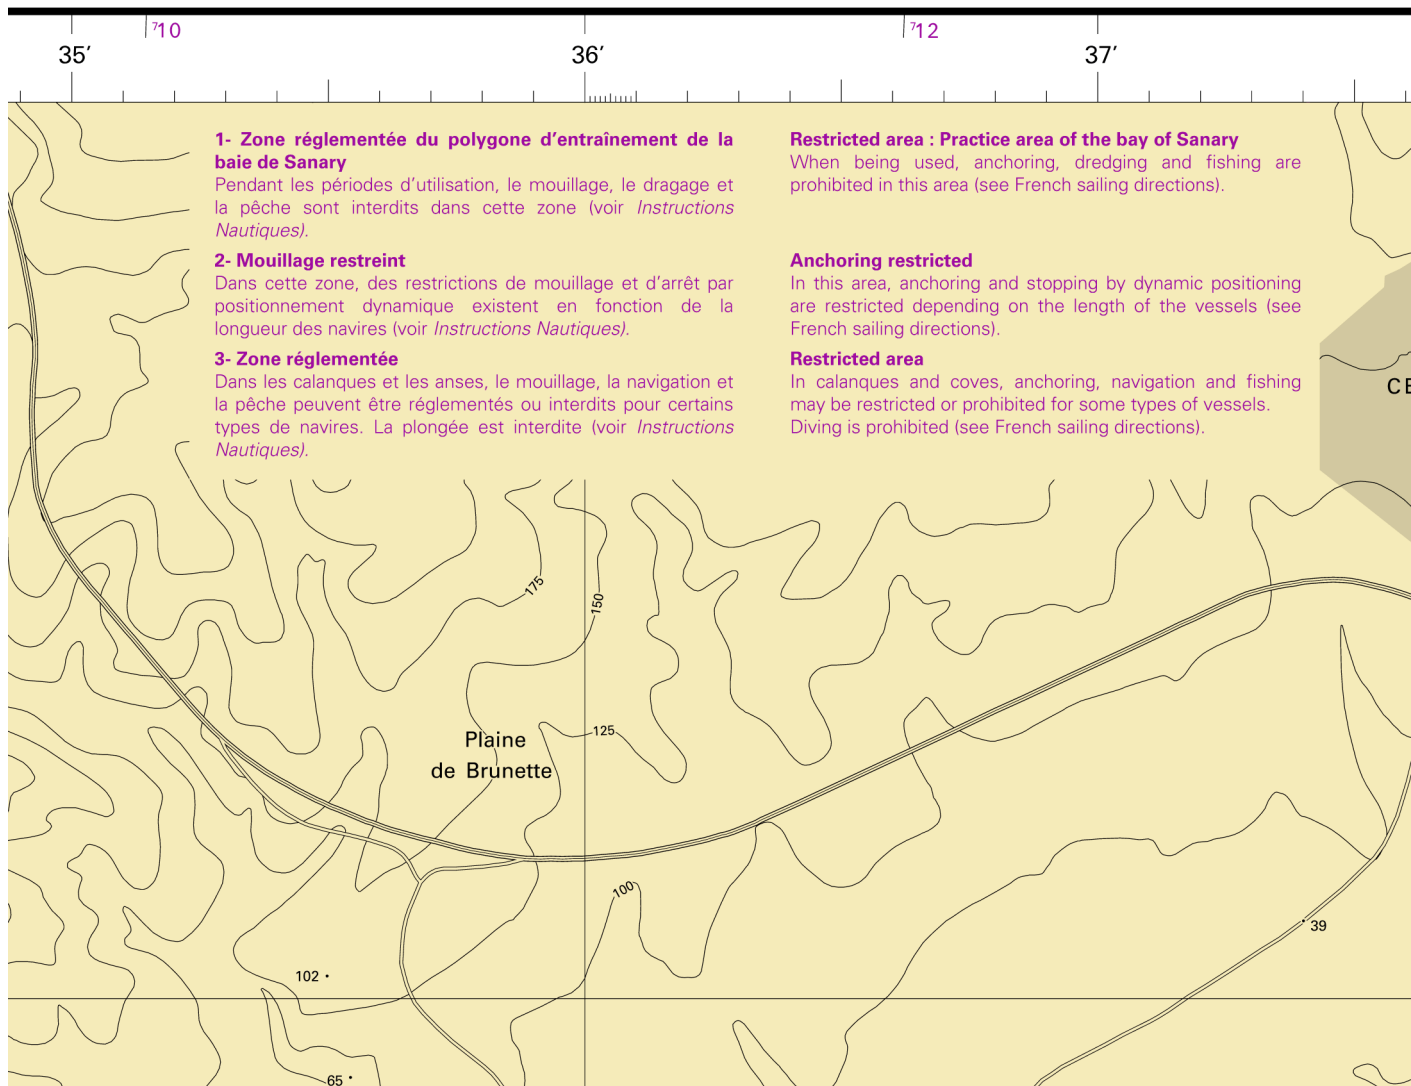 ⁷10
⁷12
35′
36′
37′
1- Zone réglementée du polygone d’entraînement de la
baie de Sanary
Pendant les périodes d’utilisation, le mouillage, le dragage et
la pêche sont interdits dans cette zone (voir Instructions
Nautiques).
2- Mouillage restreint
Dans cette zone, des restrictions de mouillage et d’arrêt par
positionnement dynamique existent en fonction de la
longueur des navires (voir Instructions Nautiques).
3- Zone réglementée
Dans les calanques et les anses, le mouillage, la navigation et
la pêche peuvent être réglementés ou interdits pour certains
types de navires. La plongée est interdite (voir Instructions
Nautiques).
Restricted area : Practice area of the bay of Sanary
When being used, anchoring, dredging and fishing are
prohibited in this area (see French sailing directions).
Anchoring restricted
In this area, anchoring and stopping by dynamic positioning
are restricted depending on the length of the vessels (see
French sailing directions).
Restricted area
In calanques and coves, anchoring, navigation and fishing
may be restricted or prohibited for some types of vessels.
Diving is prohibited (see French sailing directions).
CE
175
150
125
Plaine
de Brunette
100
39
102
65